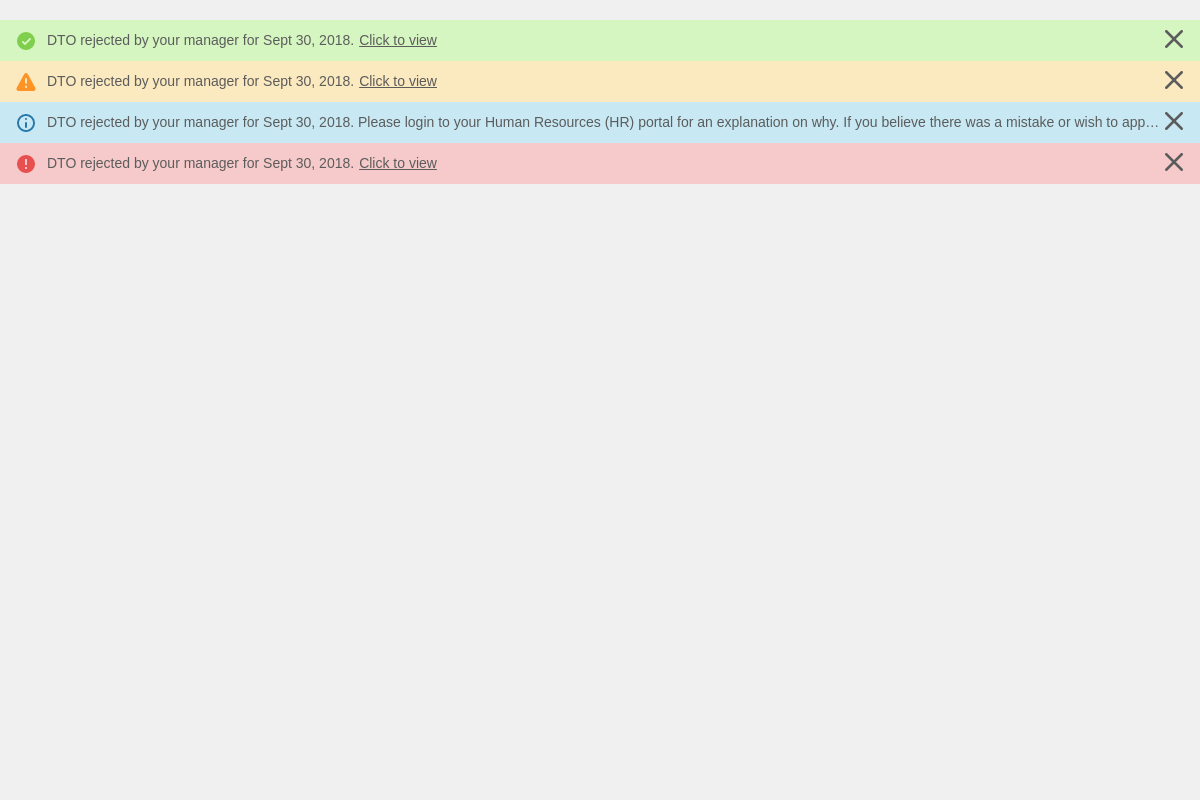 DTO rejected by your manager for Sept 30, 2018. Click to view
DTO rejected by your manager for Sept 30, 2018. Click to view
DTO rejected by your manager for Sept 30, 2018. Please login to your Human Resources (HR) portal for an explanation on why. If you believe there was a mistake or wish to app…
DTO rejected by your manager for Sept 30, 2018. Click to view